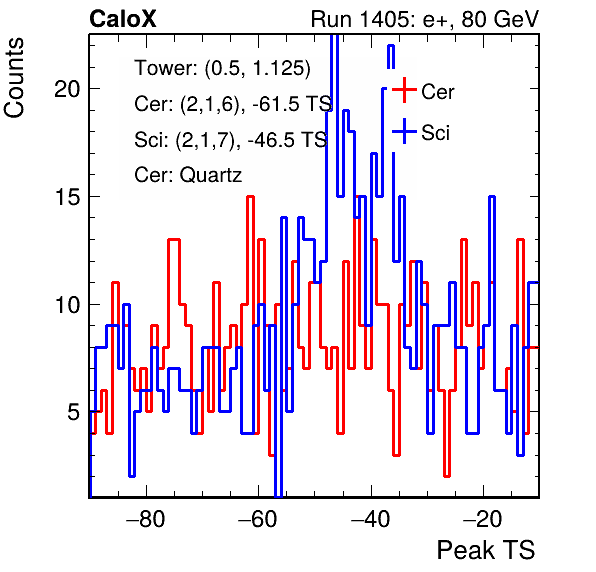 CaloX Run 1405: e+, 80 GeV
Counts
Tower: (0.5, 1.125)
Cer: (2,1,6), -61.5 TS
Sci: (2,1,7), -46.5 TS
Cer: Quartz
Cer
Sci
20
15
10
5
−80 −60 −40 −20
Peak TS